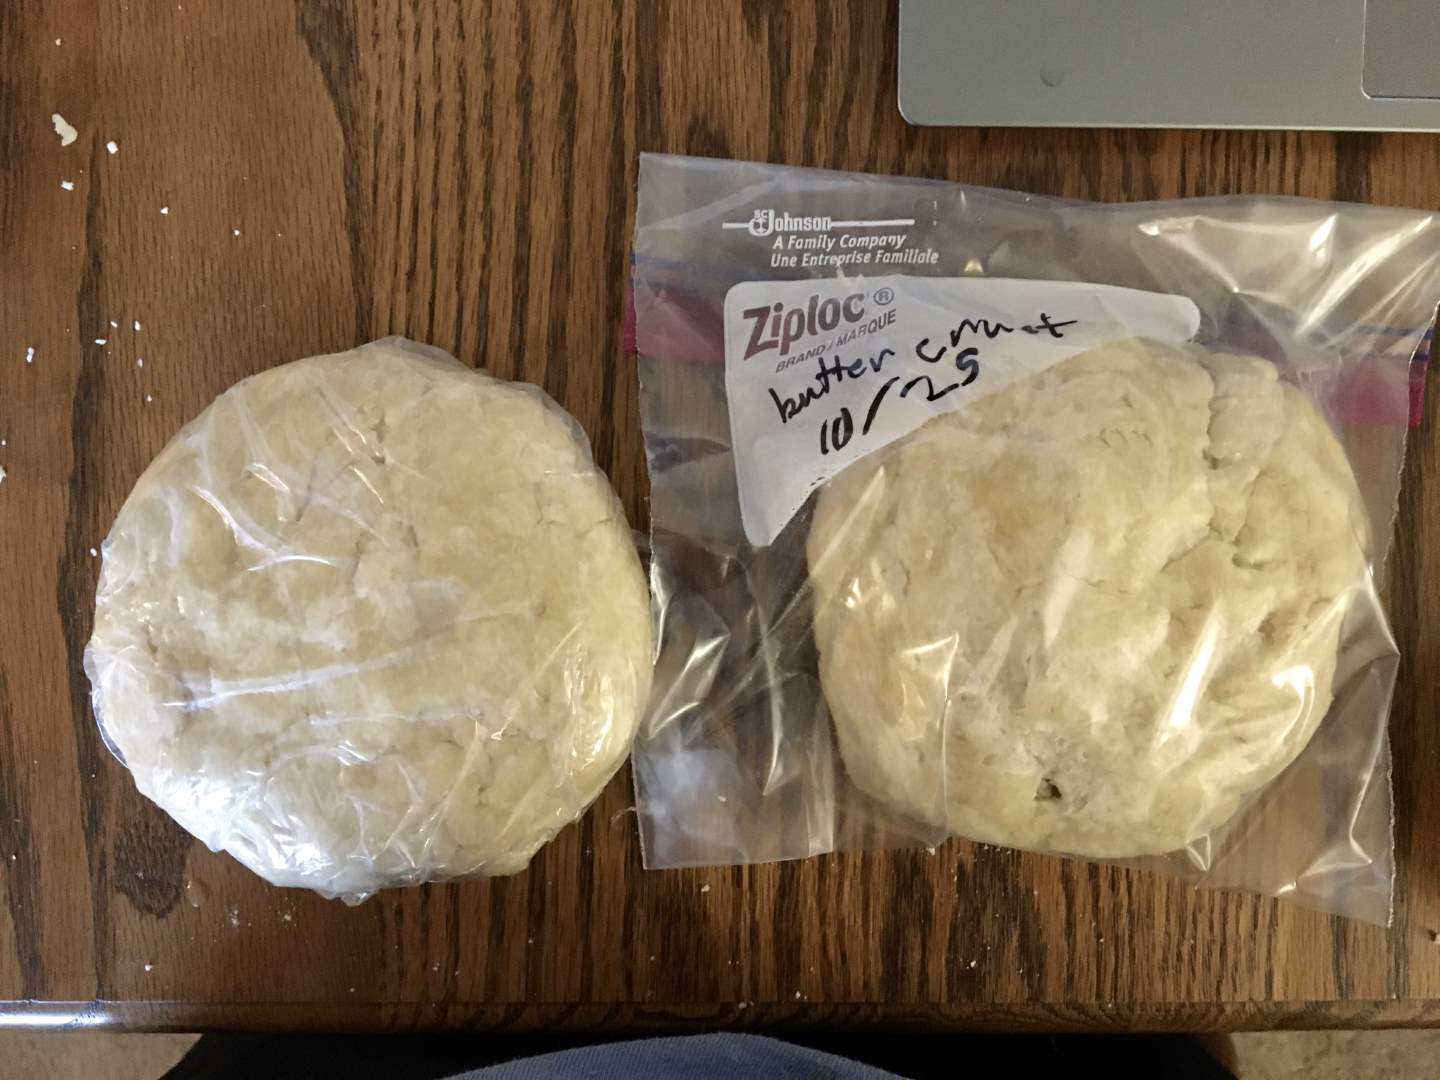 SC Johnson
A Family Company
Une Entreprise Familiale
Ziploc®
BRAND/MARQUE
butter crust
10/25